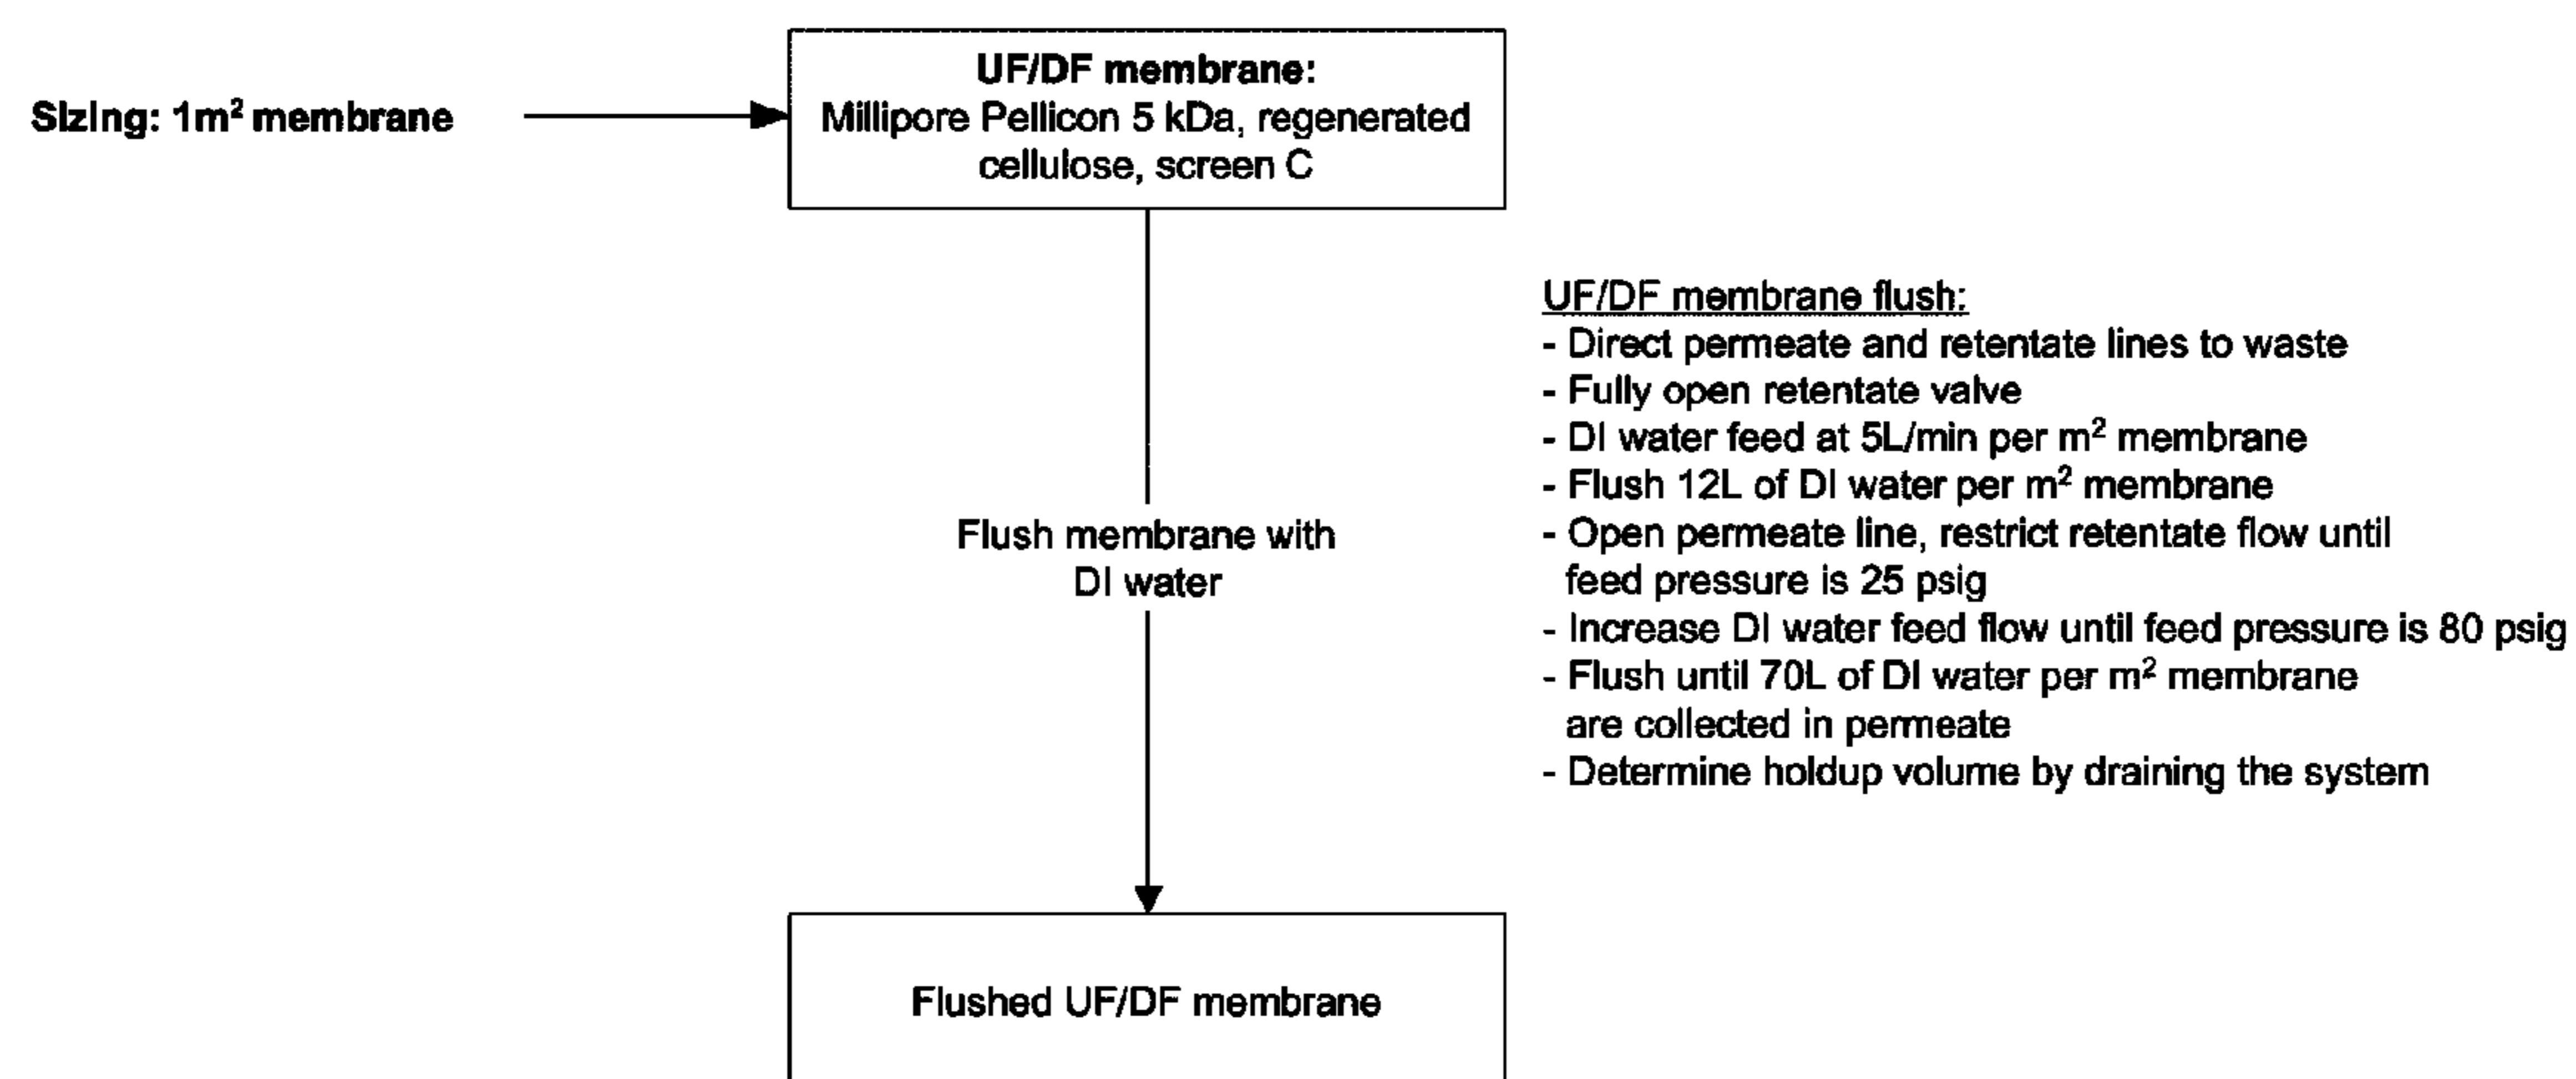 Sizing: 1m² membrane
UF/DF membrane:
Millipore Pellicon 5 kDa, regenerated
cellulose, screen C
Flush membrane with
DI water
UF/DF membrane flush:
- Direct permeate and retentate lines to waste
- Fully open retentate valve
- DI water feed at 5L/min per m² membrane
- Flush 12L of DI water per m² membrane
- Open permeate line, restrict retentate flow until
feed pressure is 25 psig
- Increase DI water feed flow until feed pressure is 80 psig
- Flush until 70L of DI water per m² membrane
are collected in permeate
- Determine holdup volume by draining the system
Flushed UF/DF membrane